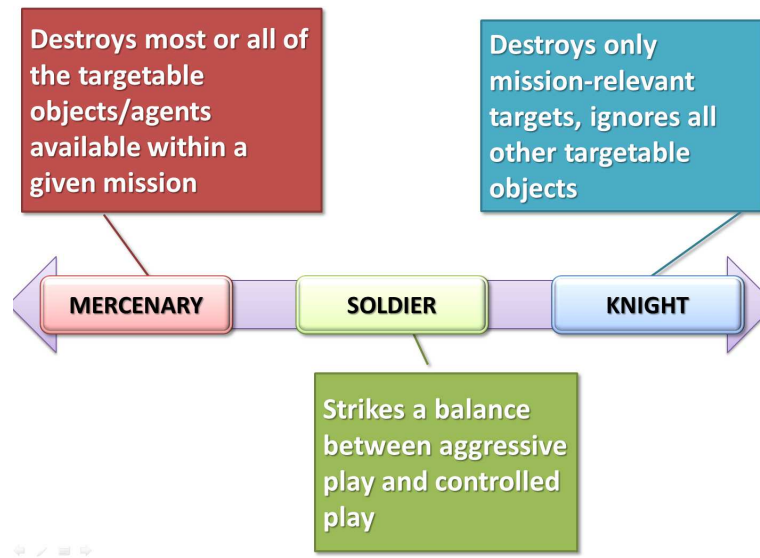 Destroys most or all of
the targetable
objects/agents
available within a
given mission
Destroys only
mission-relevant
targets, ignores all
other targetable
objects
MERCENARY
SOLDIER
KNIGHT
Strikes a balance
between aggressive
play and controlled
play